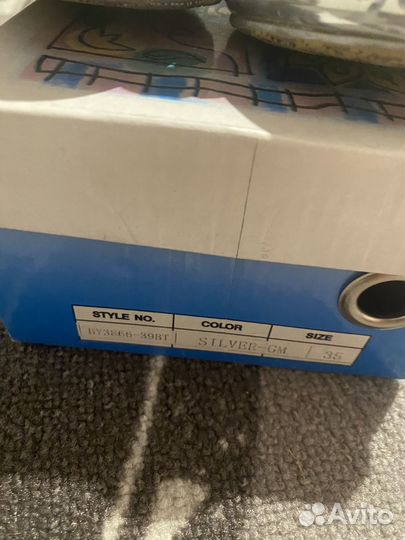 STYLE NO. COLOR SIZE
BY3866-39BT SILVER-GM 35
Avito